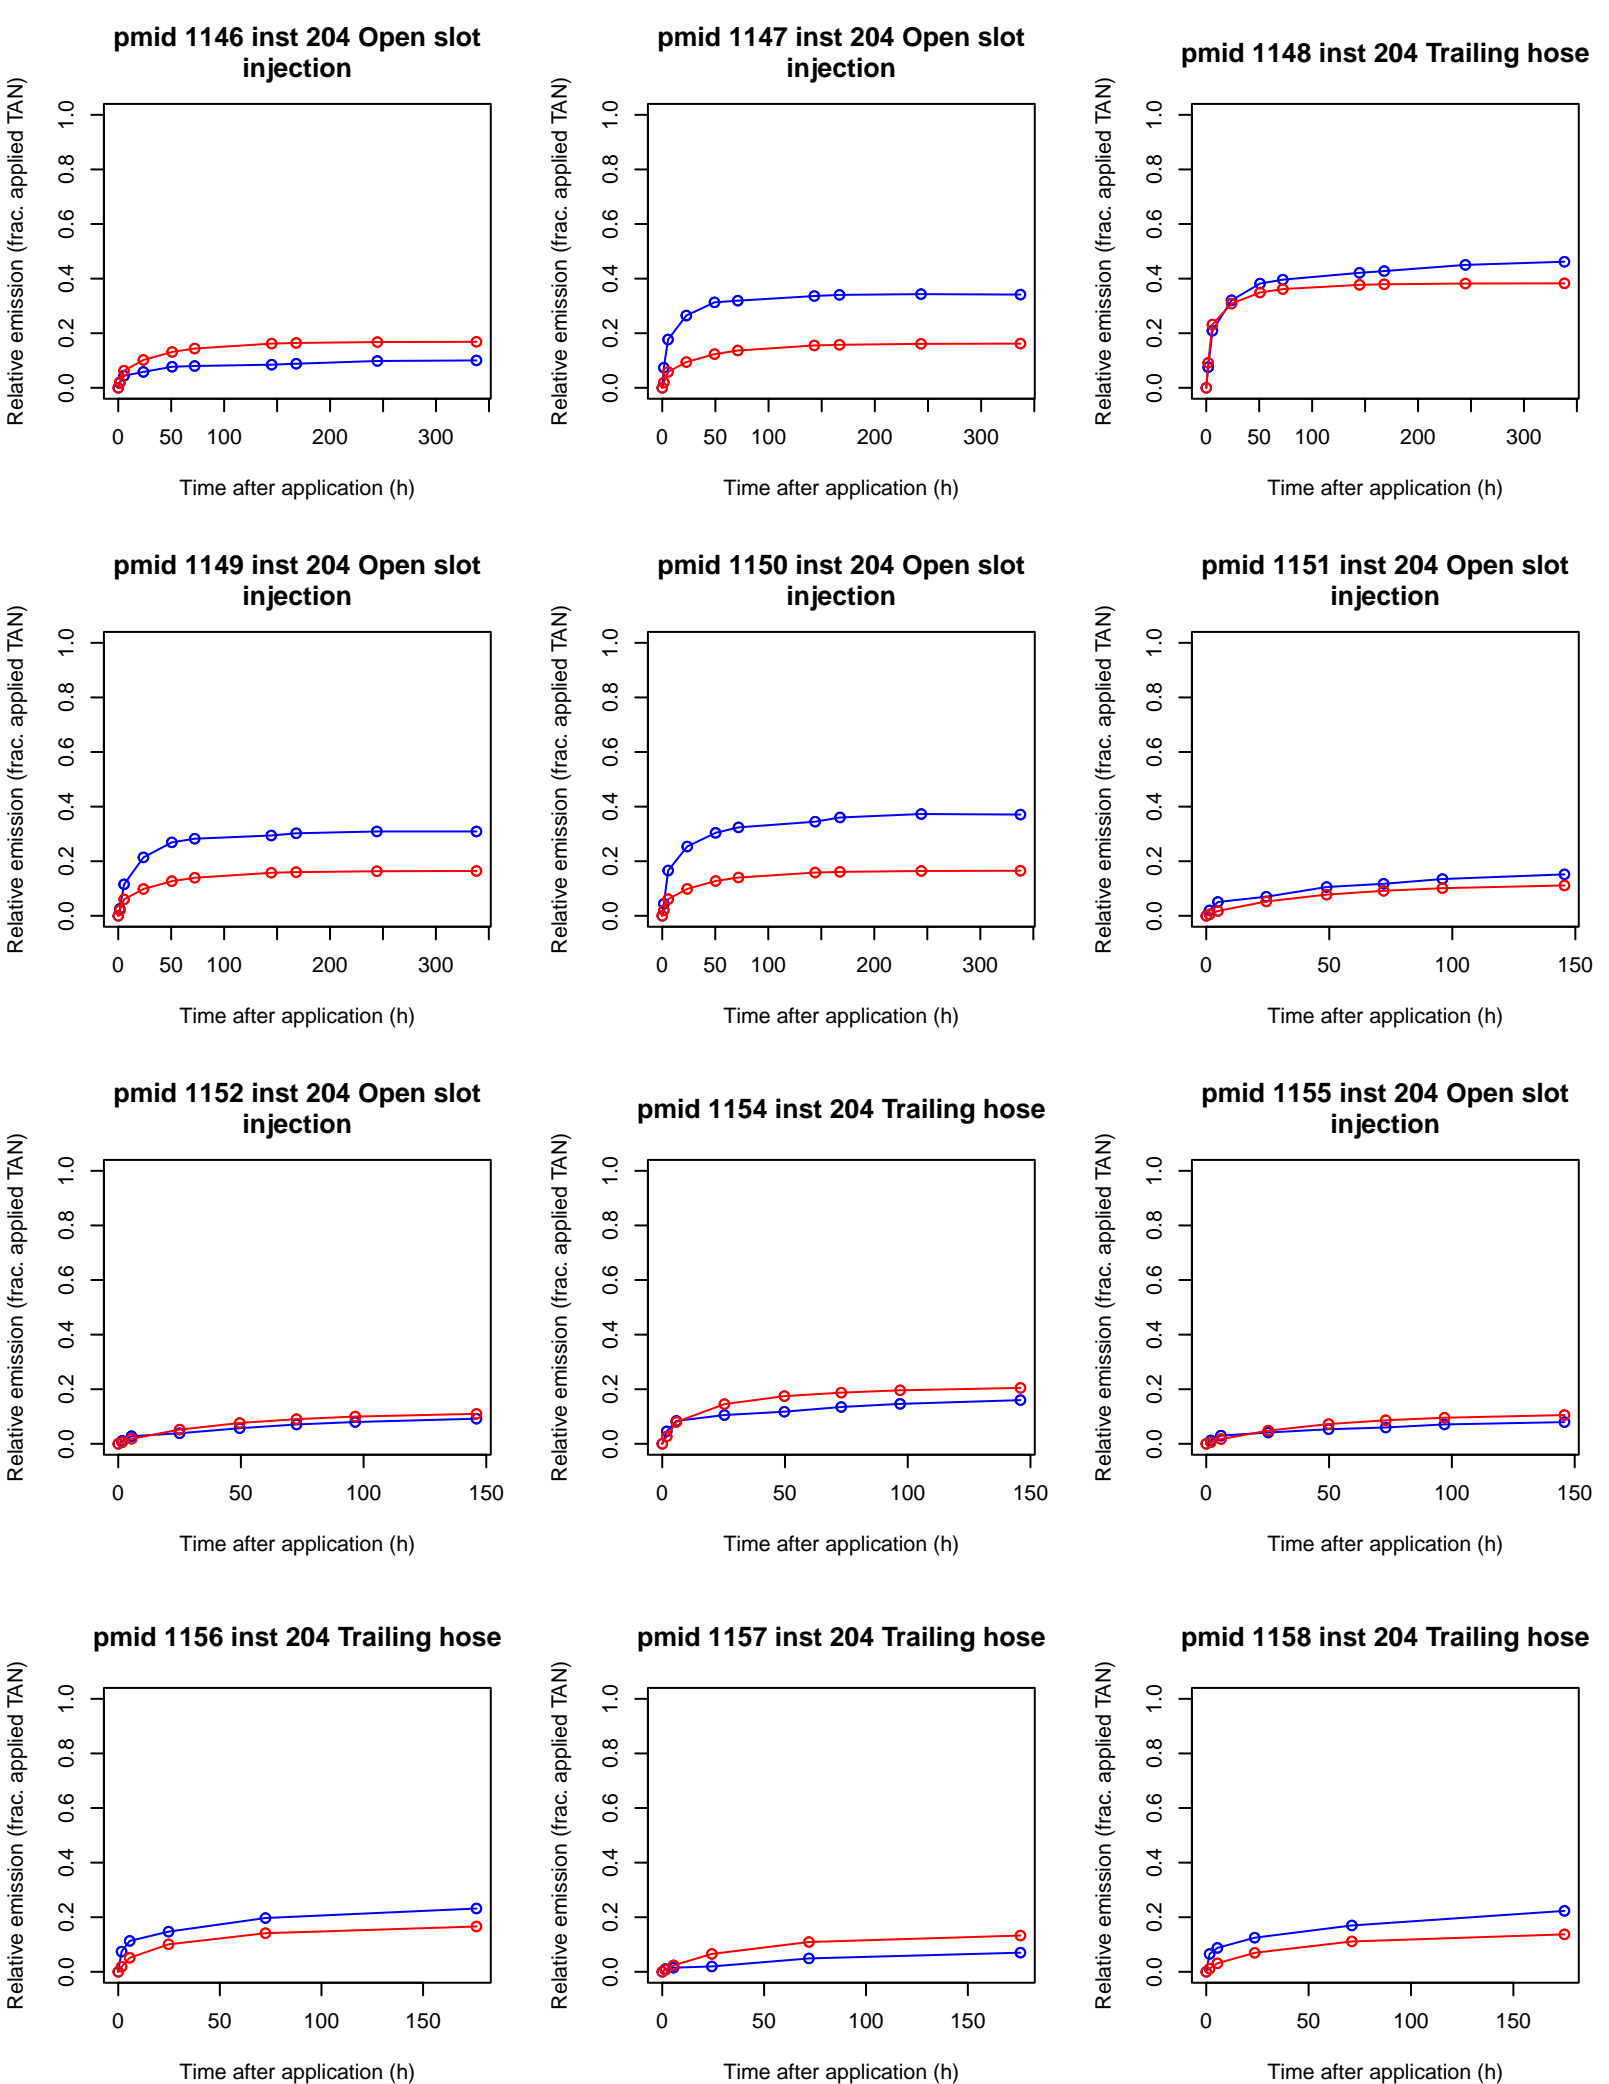 pmid 1146 inst 204 Open slot
injection
Relative emission (frac. applied TAN)
1.0
0.8
0.6
0.4
0.2
0.0
0 50 100 200 300
Time after application (h)
pmid 1147 inst 204 Open slot
injection
Relative emission (frac. applied TAN)
1.0
0.8
0.6
0.4
0.2
0.0
0 50 100 200 300
Time after application (h)
pmid 1148 inst 204 Trailing hose
Relative emission (frac. applied TAN)
1.0
0.8
0.6
0.4
0.2
0.0
0 50 100 200 300
Time after application (h)
pmid 1149 inst 204 Open slot
injection
Relative emission (frac. applied TAN)
1.0
0.8
0.6
0.4
0.2
0.0
0 50 100 200 300
Time after application (h)
pmid 1150 inst 204 Open slot
injection
Relative emission (frac. applied TAN)
1.0
0.8
0.6
0.4
0.2
0.0
0 50 100 200 300
Time after application (h)
pmid 1151 inst 204 Open slot
injection
Relative emission (frac. applied TAN)
1.0
0.8
0.6
0.4
0.2
0.0
0 50 100 150
Time after application (h)
pmid 1152 inst 204 Open slot
injection
Relative emission (frac. applied TAN)
1.0
0.8
0.6
0.4
0.2
0.0
0 50 100 150
Time after application (h)
pmid 1154 inst 204 Trailing hose
Relative emission (frac. applied TAN)
1.0
0.8
0.6
0.4
0.2
0.0
0 50 100 150
Time after application (h)
pmid 1155 inst 204 Open slot
injection
Relative emission (frac. applied TAN)
1.0
0.8
0.6
0.4
0.2
0.0
0 50 100 150
Time after application (h)
pmid 1156 inst 204 Trailing hose
Relative emission (frac. applied TAN)
1.0
0.8
0.6
0.4
0.2
0.0
0 50 100 150
Time after application (h)
pmid 1157 inst 204 Trailing hose
Relative emission (frac. applied TAN)
1.0
0.8
0.6
0.4
0.2
0.0
0 50 100 150
Time after application (h)
pmid 1158 inst 204 Trailing hose
Relative emission (frac. applied TAN)
1.0
0.8
0.6
0.4
0.2
0.0
0 50 100 150
Time after application (h)